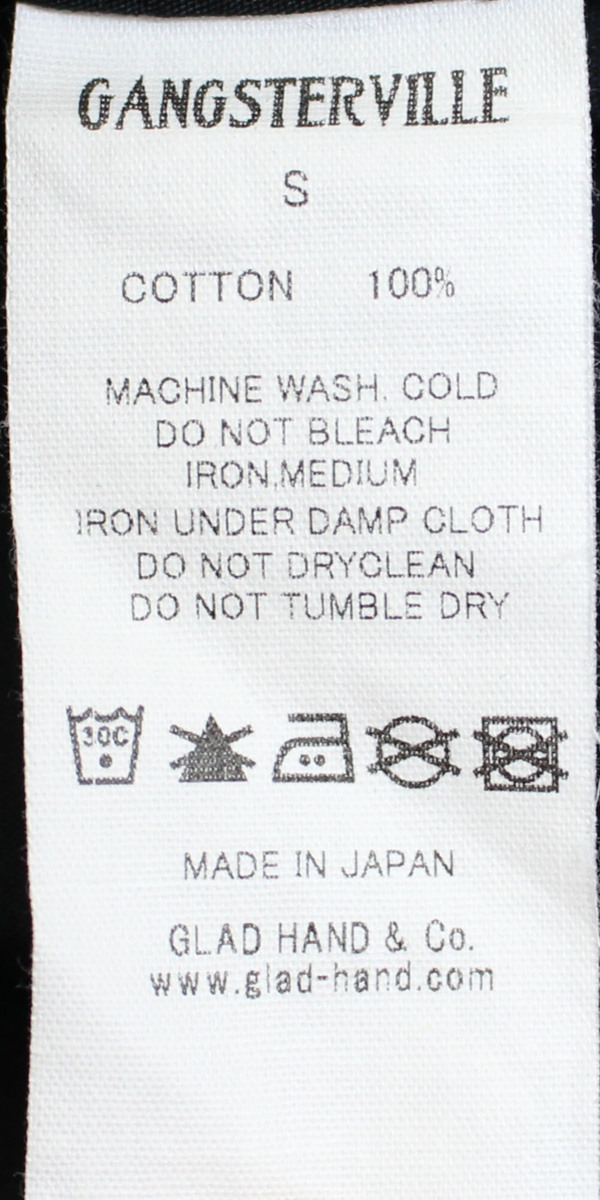 GANGSTERVILLE
S
COTTON 100%
MACHINE WASH. COLD
DO NOT BLEACH
IRON.MEDIUM
IRON UNDER DAMP CLOTH
DO NOT DRYCLEAN
DO NOT TUMBLE DRY
30C
MADE IN JAPAN
GLAD HAND & Co.
www.glad-hand.com